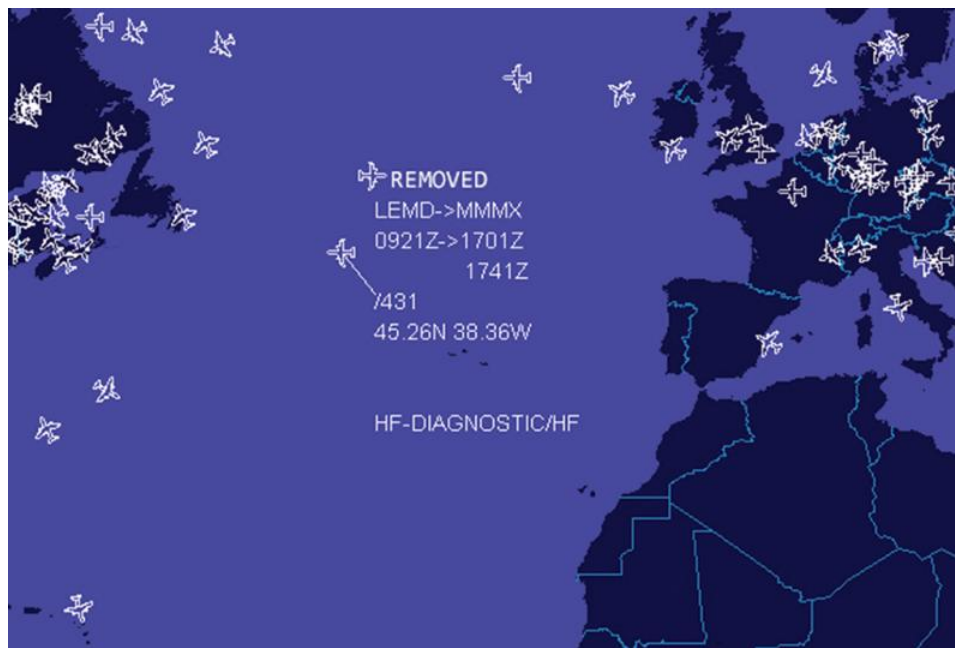 REMOVED
LEMD->MMMX
0921Z->1701Z
1741Z
/431
45.26N 38.36W
HF-DIAGNOSTIC/HF